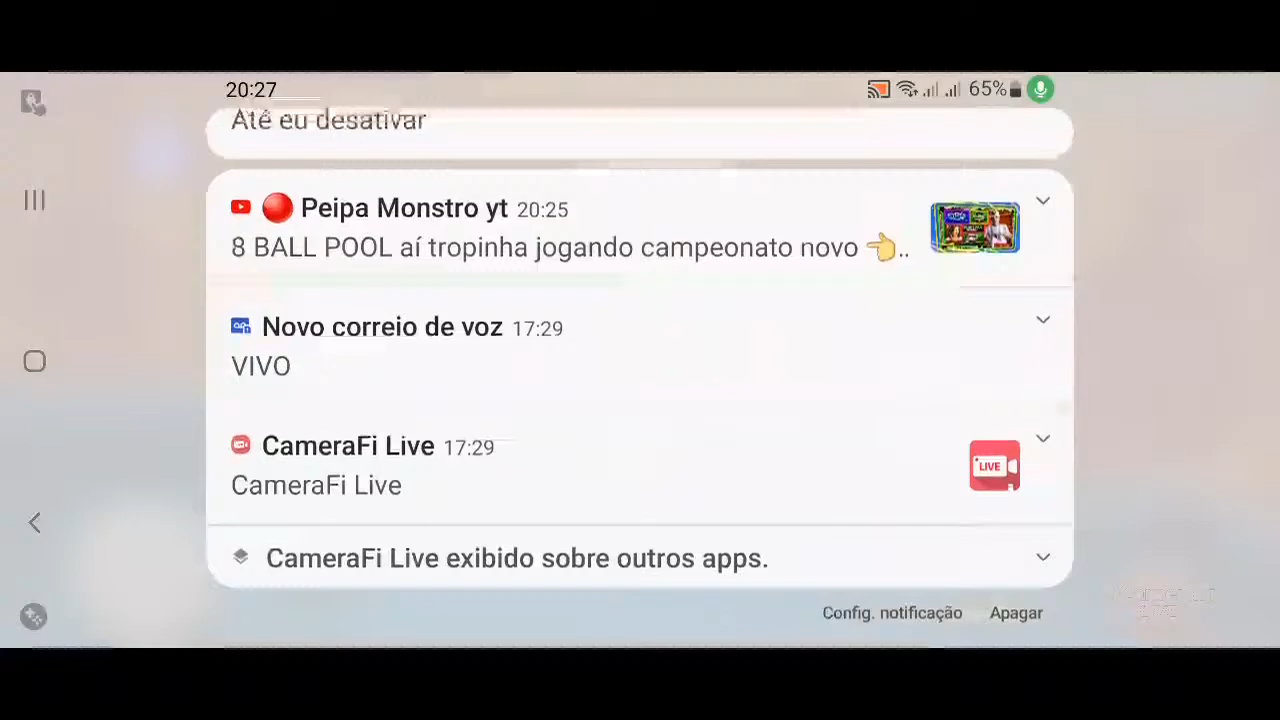 20:27
65%
Até eu desativar
Peipa Monstro yt 20:25
8 BALL POOL aí tropinha jogando campeonato novo 👈..
Novo correio de voz 17:29
VIVO
CameraFi Live 17:29
CameraFi Live
LIVE
CameraFi Live exibido sobre outros apps.
Config. notificação
Apagar